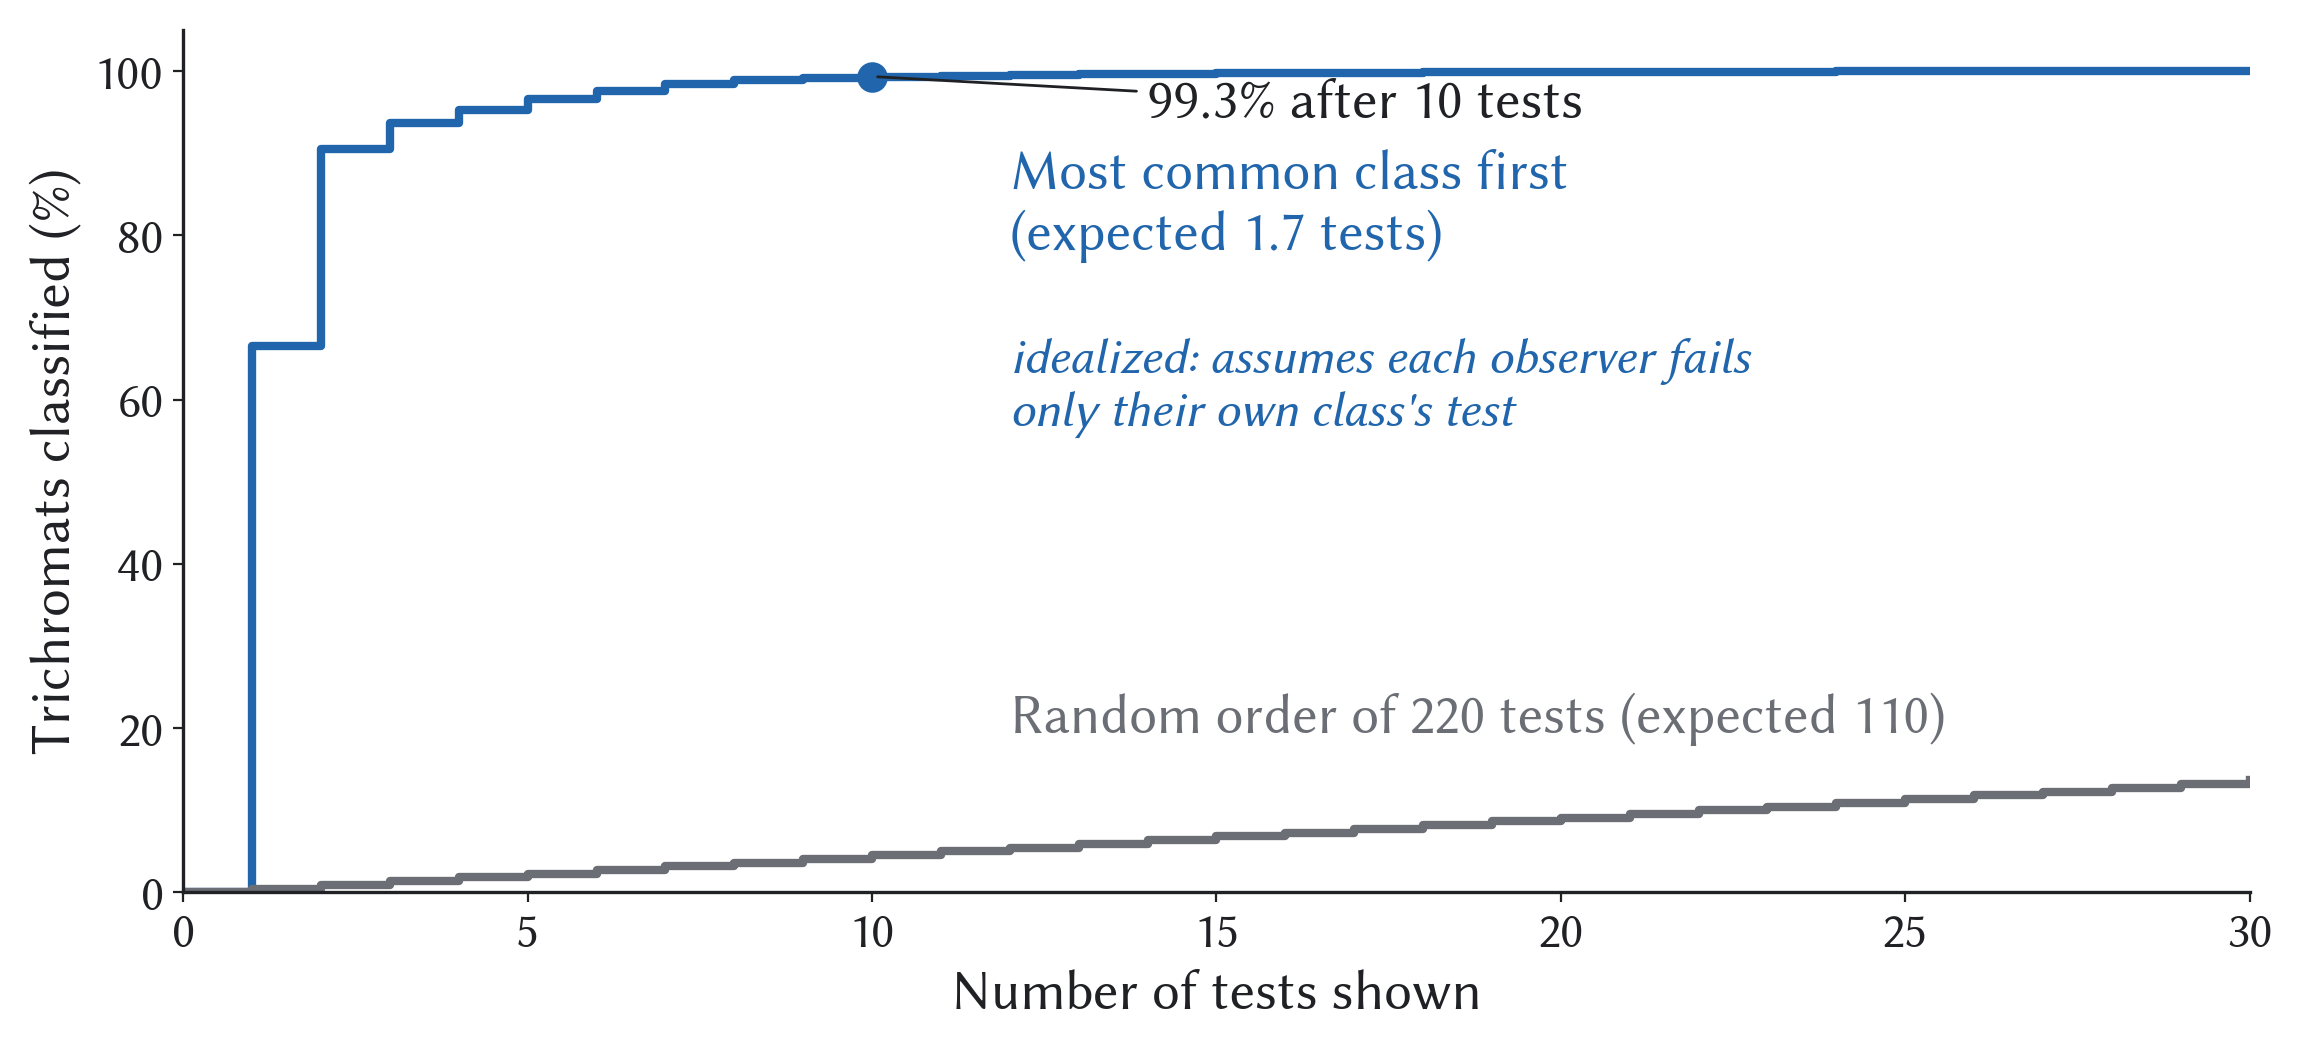 Trichromats classified (%)
100
80
60
40
20
0
99.3% after 10 tests
Most common class first
(expected 1.7 tests)
idealized: assumes each observer fails
only their own class's test
Random order of 220 tests (expected 110)
0 5 10 15 20 25 30
Number of tests shown